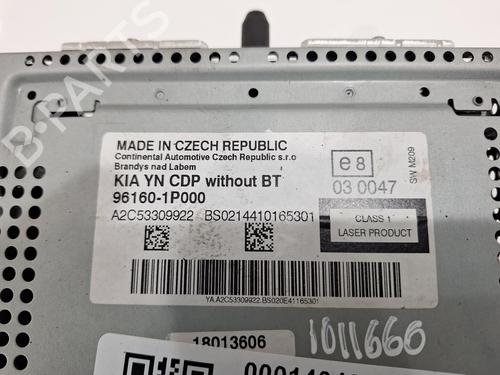 B-PARTS
MADE IN CZECH REPUBLIC
Continental Automotive Czech Republic s.r.o
Brandys nad Labem
KIA YN CDP without BT
96160-1P000
A2C53309922 BS0214410165301
e8
03 0047
SW M209
CLASS 1
LASER PRODUCT
YA.A2C53309922.BS020E41165301
18013606
1011660